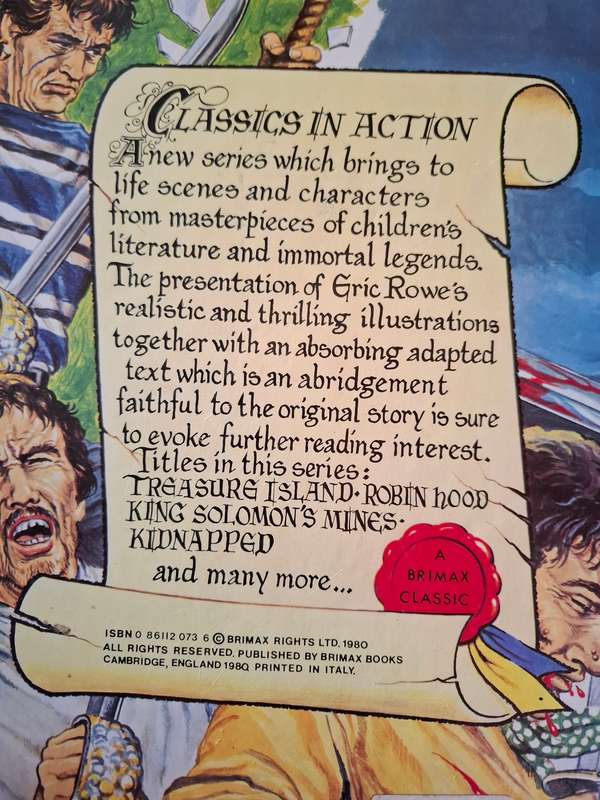 CLASSICS IN ACTION
A new series which brings to
life scenes and characters
from masterpieces of children's
literature and immortal legends.
The presentation of Eric Rowe's
realistic and thrilling illustrations
together with an absorbing adapted
text which is an abridgement
faithful to the original story is sure
to evoke further reading interest.
Titles in this series:
TREASURE ISLAND · ROBIN HOOD
KING SOLOMON'S MINES ·
KIDNAPPED
and many more...
A
BRIMAX
CLASSIC
ISBN 0 86112 073 6 © BRIMAX RIGHTS LTD, 1980
ALL RIGHTS RESERVED. PUBLISHED BY BRIMAX BOOKS
CAMBRIDGE, ENGLAND 1980. PRINTED IN ITALY.